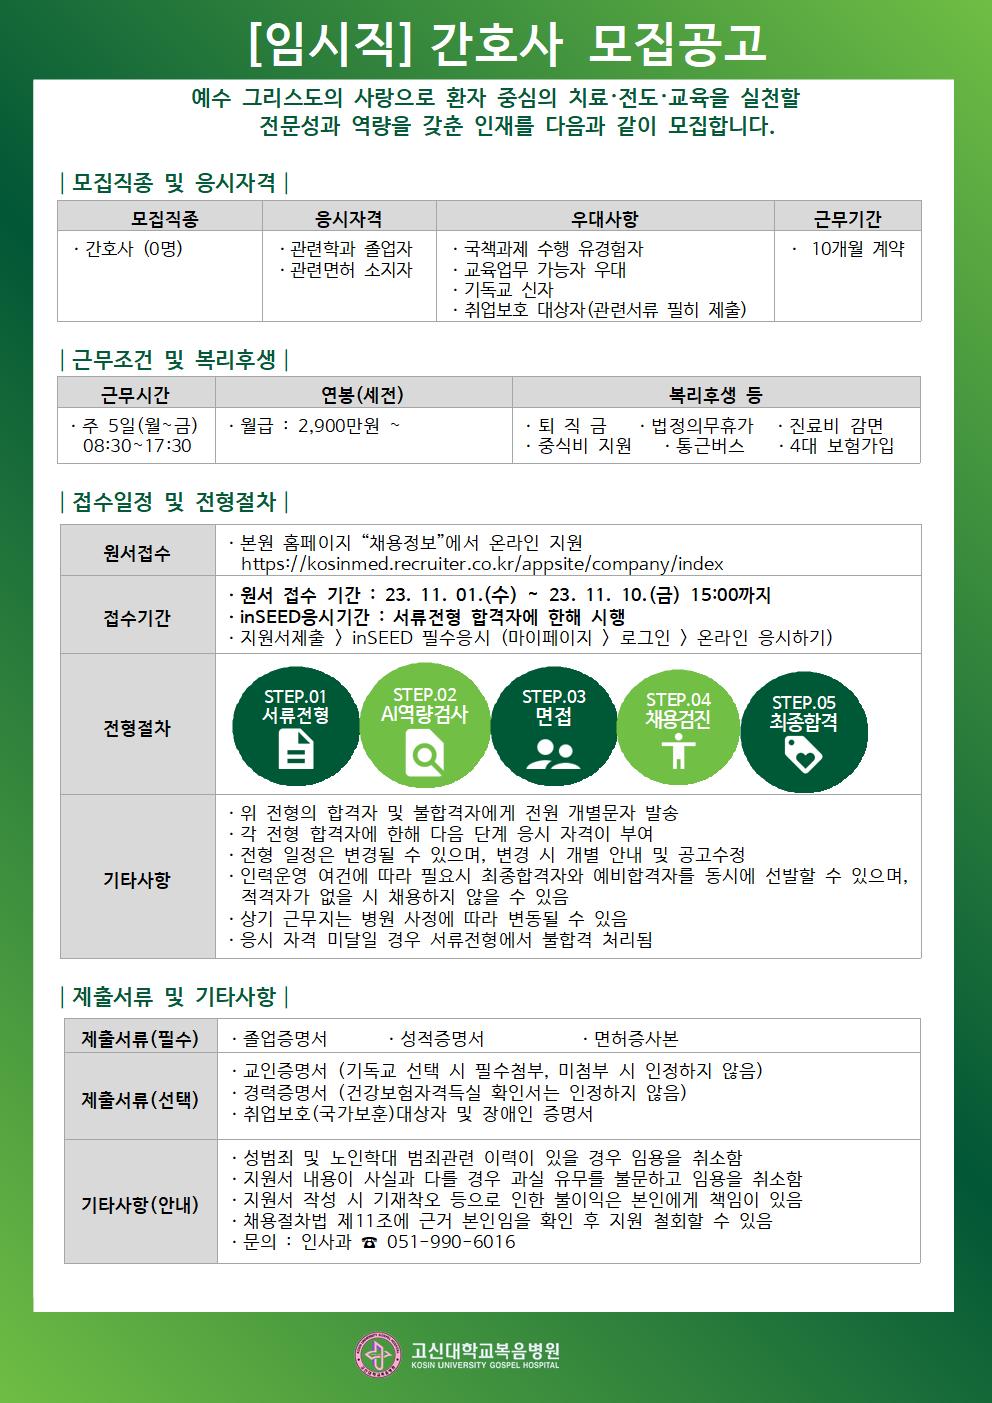 [임시직] 간호사 모집공고
예수 그리스도의 사랑으로 환자 중심의 치료·전도·교육을 실천할
전문성과 역량을 갖춘 인재를 다음과 같이 모집합니다.
| 모집직종 및 응시자격 |
모집직종 응시자격 우대사항 근무기간
· 간호사 (0명) · 관련학과 졸업자 · 국책과제 수행 유경험자 · 10개월 계약
· 관련면허 소지자 · 교육업무 가능자 우대
· 기독교 신자
· 취업보호 대상자(관련서류 필히 제출)
| 근무조건 및 복리후생 |
근무시간 연봉(세전) 복리후생 등
· 주 5일(월~금) · 월급 : 2,900만원 ~ · 퇴 직 금 · 법정의무휴가 · 진료비 감면
08:30~17:30 · 중식비 지원 · 통근버스 · 4대 보험가입
| 접수일정 및 전형절차 |
원서접수
· 본원 홈페이지 “채용정보”에서 온라인 지원
https://kosinmed.recruiter.co.kr/appsite/company/index
접수기간
· 원서 접수 기간 : 23. 11. 01.(수) ~ 23. 11. 10.(금) 15:00까지
· inSEED응시기간 : 서류전형 합격자에 한해 시행
· 지원서제출 〉 inSEED 필수응시 (마이페이지 〉 로그인 〉 온라인 응시하기)
전형절차
STEP.01
서류전형
STEP.02
AI역량검사
STEP.03
면접
STEP.04
채용검진
STEP.05
최종합격
기타사항
· 위 전형의 합격자 및 불합격자에게 전원 개별문자 발송
· 각 전형 합격자에 한해 다음 단계 응시 자격이 부여
· 전형 일정은 변경될 수 있으며, 변경 시 개별 안내 및 공고수정
· 인력운영 여건에 따라 필요시 최종합격자와 예비합격자를 동시에 선발할 수 있으며,
적격자가 없을 시 채용하지 않을 수 있음
· 상기 근무지는 병원 사정에 따라 변동될 수 있음
· 응시 자격 미달일 경우 서류전형에서 불합격 처리됨
| 제출서류 및 기타사항 |
제출서류(필수) · 졸업증명서 · 성적증명서 · 면허증사본
제출서류(선택)
· 교인증명서 (기독교 선택 시 필수첨부, 미첨부 시 인정하지 않음)
· 경력증명서 (건강보험자격득실 확인서는 인정하지 않음)
· 취업보호(국가보훈)대상자 및 장애인 증명서
기타사항(안내)
· 성범죄 및 노인학대 범죄관련 이력이 있을 경우 임용을 취소함
· 지원서 내용이 사실과 다를 경우 과실 유무를 불문하고 임용을 취소함
· 지원서 작성 시 기재착오 등으로 인한 불이익은 본인에게 책임이 있음
· 채용절차법 제11조에 근거 본인임을 확인 후 지원 철회할 수 있음
· 문의 : 인사과 ☎ 051-990-6016
고신대학교복음병원
KOSIN UNIVERSITY GOSPEL HOSPITAL